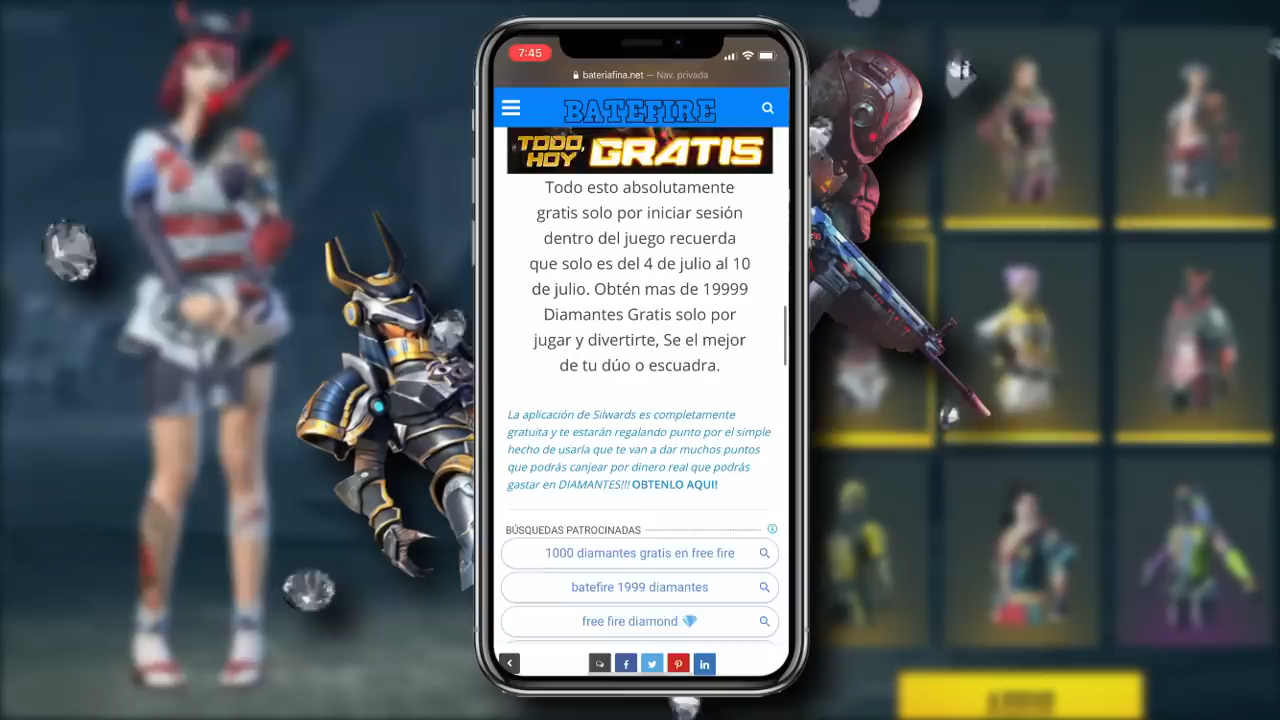 7:45
bateriafina.net — Nav. privada
BATEFIRE
TODO, HOY GRATIS
Todo esto absolutamente
gratis solo por iniciar sesión
dentro del juego recuerda
que solo es del 4 de julio al 10
de julio. Obtén mas de 19999
Diamantes Gratis solo por
jugar y divertirte, Se el mejor
de tu dúo o escuadra.
La aplicación de Silwards es completamente
gratuita y te estarán regalando punto por el simple
hecho de usarla que te van a dar muchos puntos
que podrás canjear por dinero real que podrás
gastar en DIAMANTES!!! OBTENLO AQUI!
BÚSQUEDAS PATROCINADAS
1000 diamantes gratis en free fire
batefire 1999 diamantes
free fire diamond 💎